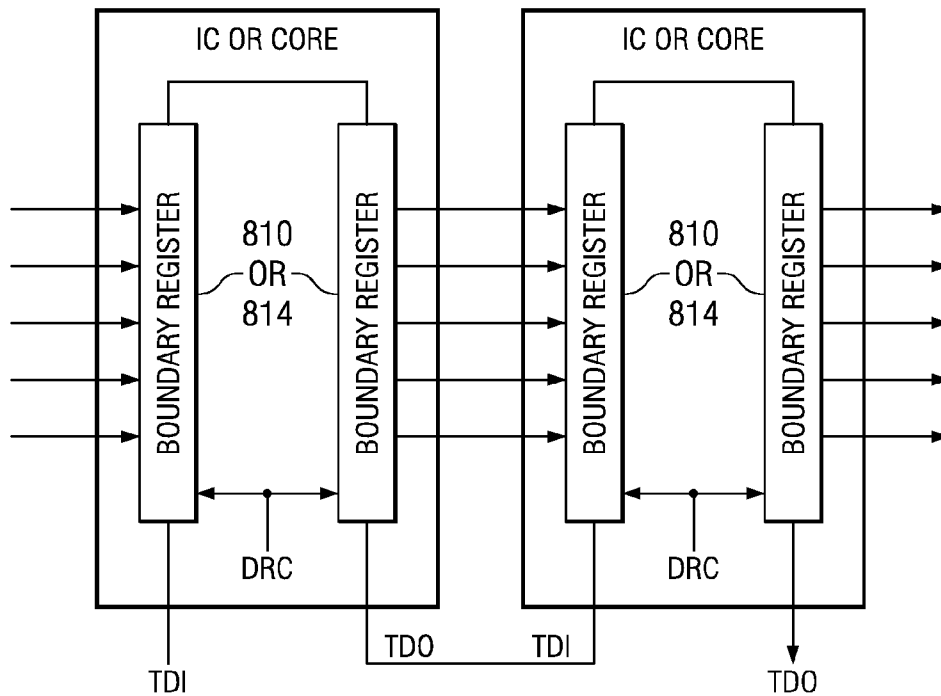 IC OR CORE
IC OR CORE
BOUNDARY REGISTER
810
OR
814
BOUNDARY REGISTER
BOUNDARY REGISTER
810
OR
814
BOUNDARY REGISTER
DRC
DRC
TDI
TDO
TDI
TDO